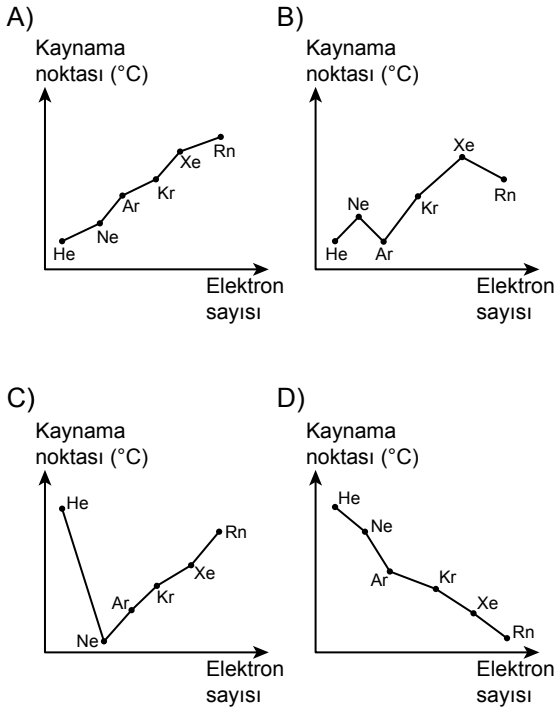 A)
Kaynama
noktası (°C)
He
Ne
Ar
Kr
Xe
Rn
Elektron
sayısı
B)
Kaynama
noktası (°C)
He
Ne
Ar
Kr
Xe
Rn
Elektron
sayısı
C)
Kaynama
noktası (°C)
He
Ne
Ar
Kr
Xe
Rn
Elektron
sayısı
D)
Kaynama
noktası (°C)
He
Ne
Ar
Kr
Xe
Rn
Elektron
sayısı